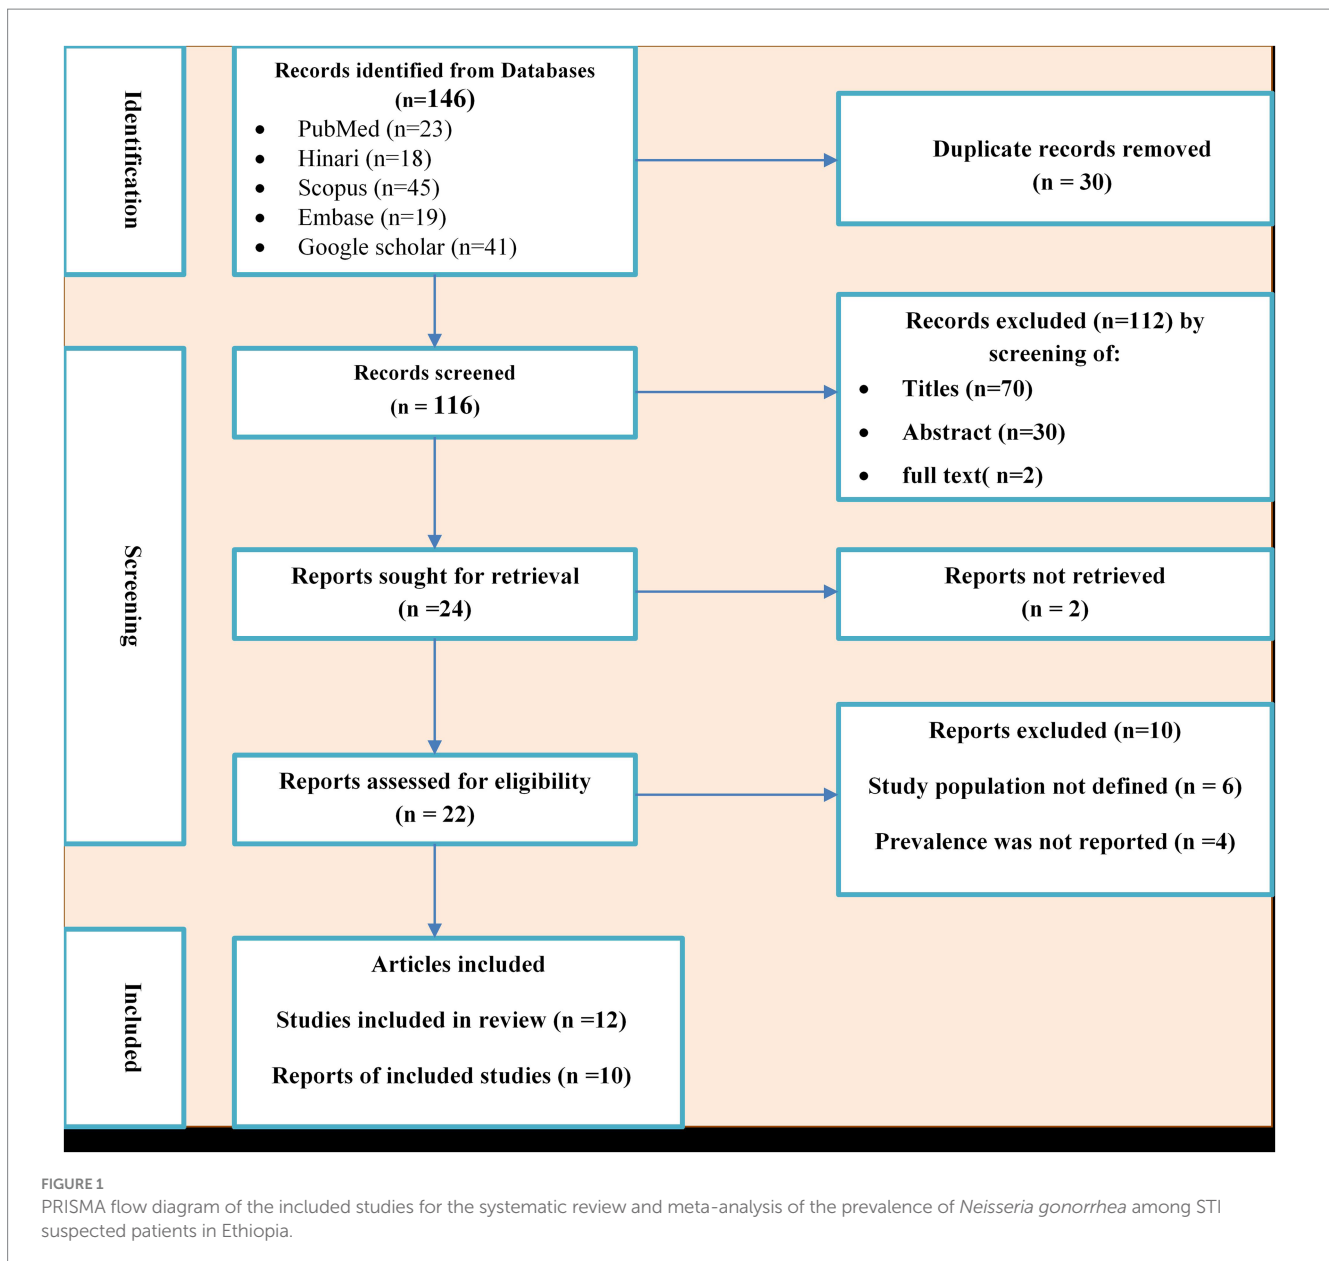 Identification
Records identified from Databases
(n=146)
• PubMed (n=23)
• Hinari (n=18)
• Scopus (n=45)
• Embase (n=19)
• Google scholar (n=41)
Duplicate records removed
(n = 30)
Screening
Records screened
(n = 116)
Records excluded (n=112) by
screening of:
• Titles (n=70)
• Abstract (n=30)
• full text( n=2)
Reports sought for retrieval
(n =24)
Reports not retrieved
(n = 2)
Reports assessed for eligibility
(n = 22)
Reports excluded (n=10)
Study population not defined (n = 6)
Prevalence was not reported (n =4)
Included
Articles included
Studies included in review (n =12)
Reports of included studies (n =10)
FIGURE 1
PRISMA flow diagram of the included studies for the systematic review and meta-analysis of the prevalence of Neisseria gonorrhea among STI
suspected patients in Ethiopia.